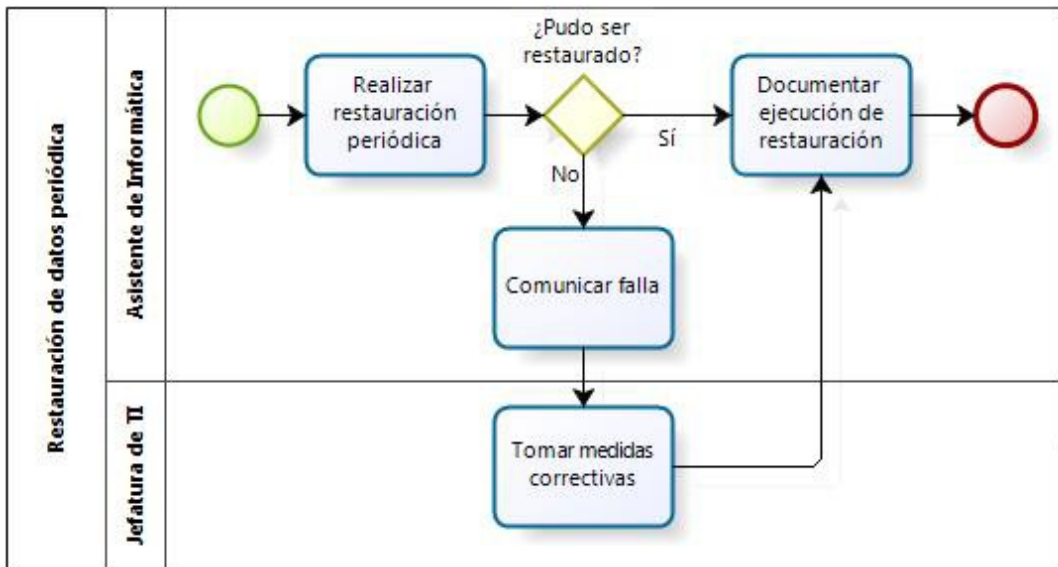 Restauración de datos periódica
Asistente de Informática
Jefatura de TI
Realizar
restauración
periódica
¿Pudo ser
restaurado?
Sí
No
Documentar
ejecución de
restauración
Comunicar falla
Tomar medidas
correctivas